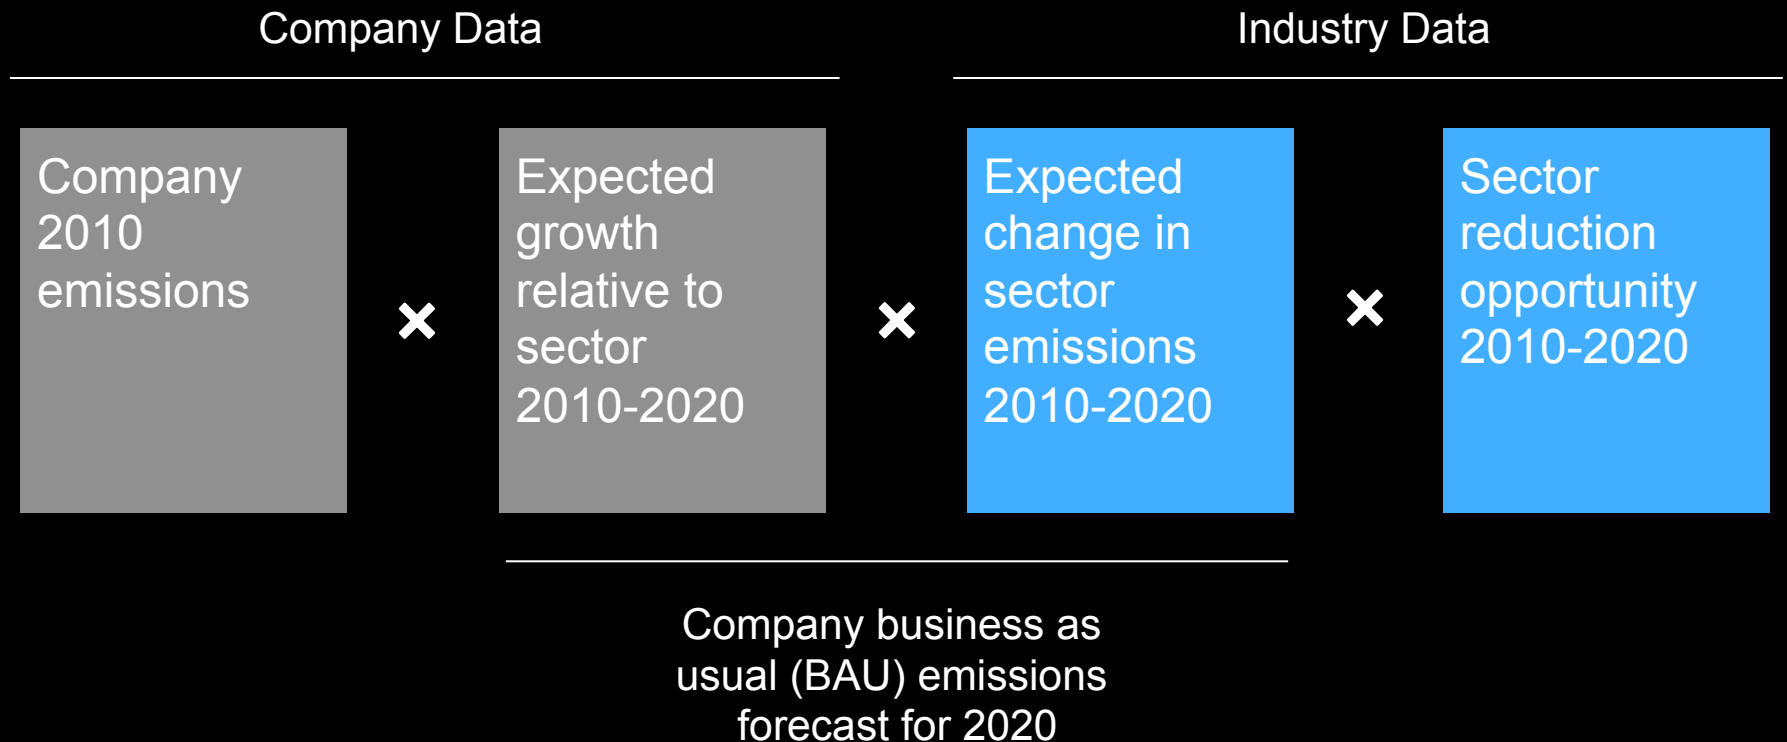 Company Data
Industry Data
Company
2010
emissions
×
Expected
growth
relative to
sector
2010-2020
×
Expected
change in
sector
emissions
2010-2020
×
Sector
reduction
opportunity
2010-2020
Company business as
usual (BAU) emissions
forecast for 2020